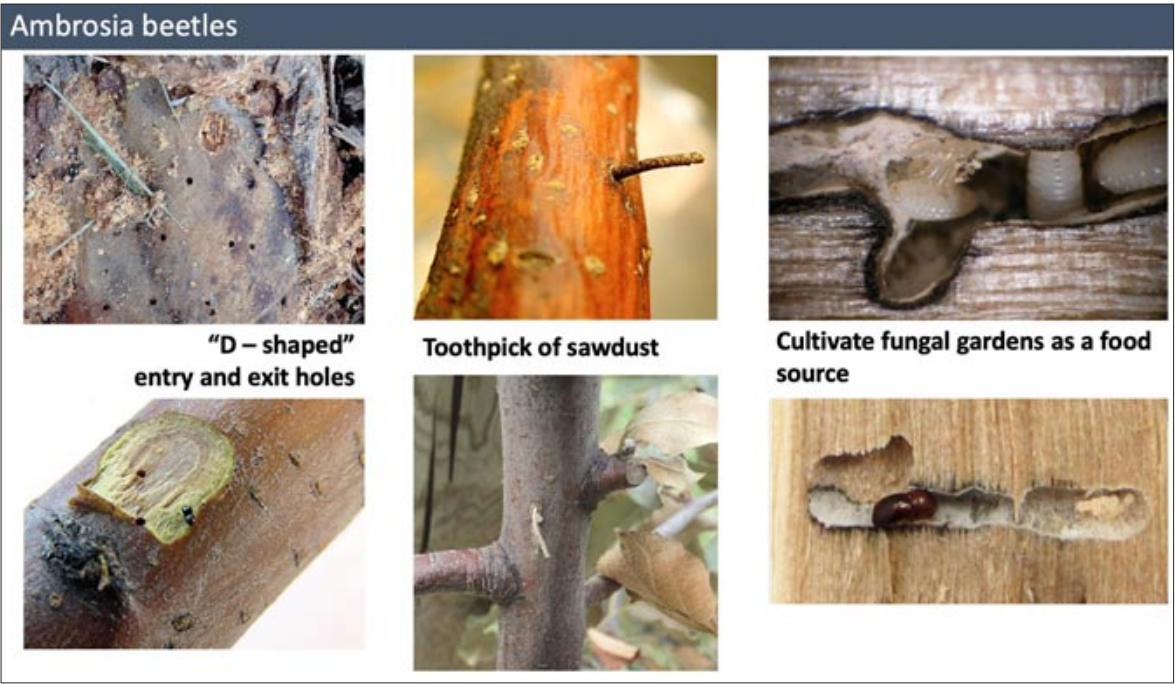 Ambrosia beetles
“D – shaped”
entry and exit holes
Toothpick of sawdust
Cultivate fungal gardens as a food
source